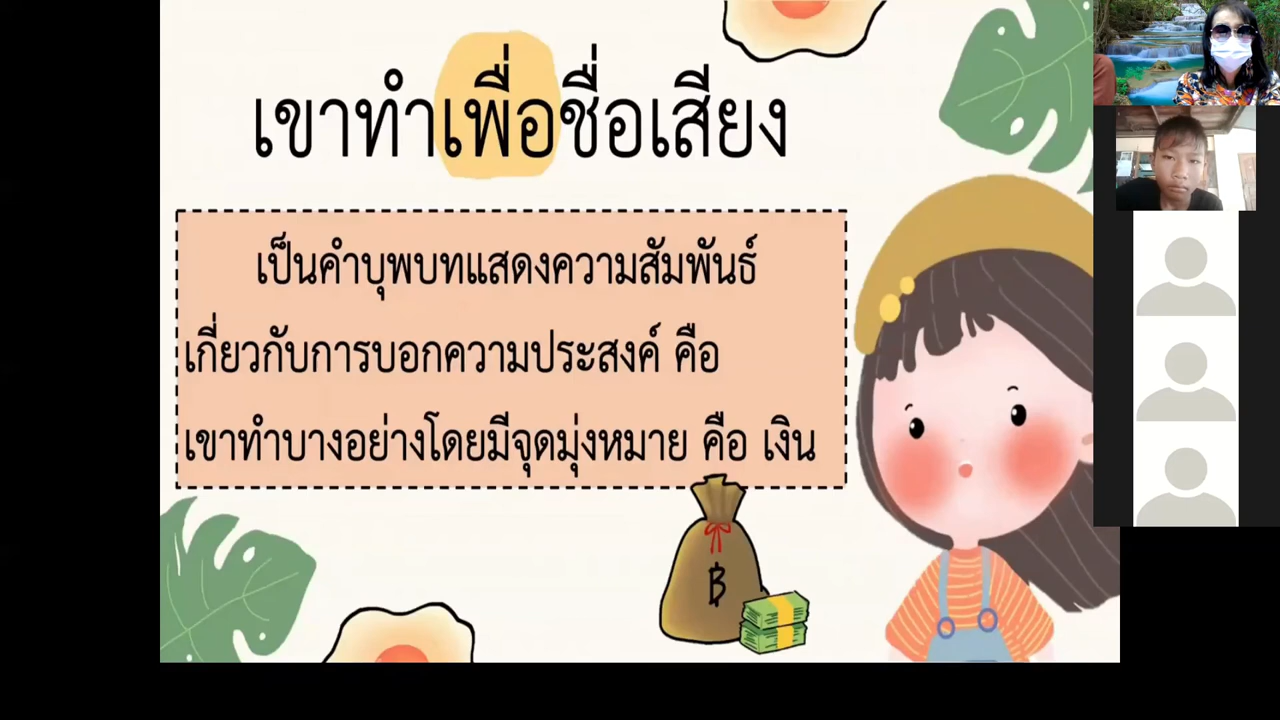 เขาทำเพื่อชื่อเสียง
เป็นคำบุพบทแสดงความสัมพันธ์
เกี่ยวกับการบอกความประสงค์ คือ
เขาทำบางอย่างโดยมีจุดมุ่งหมาย คือ เงิน
฿